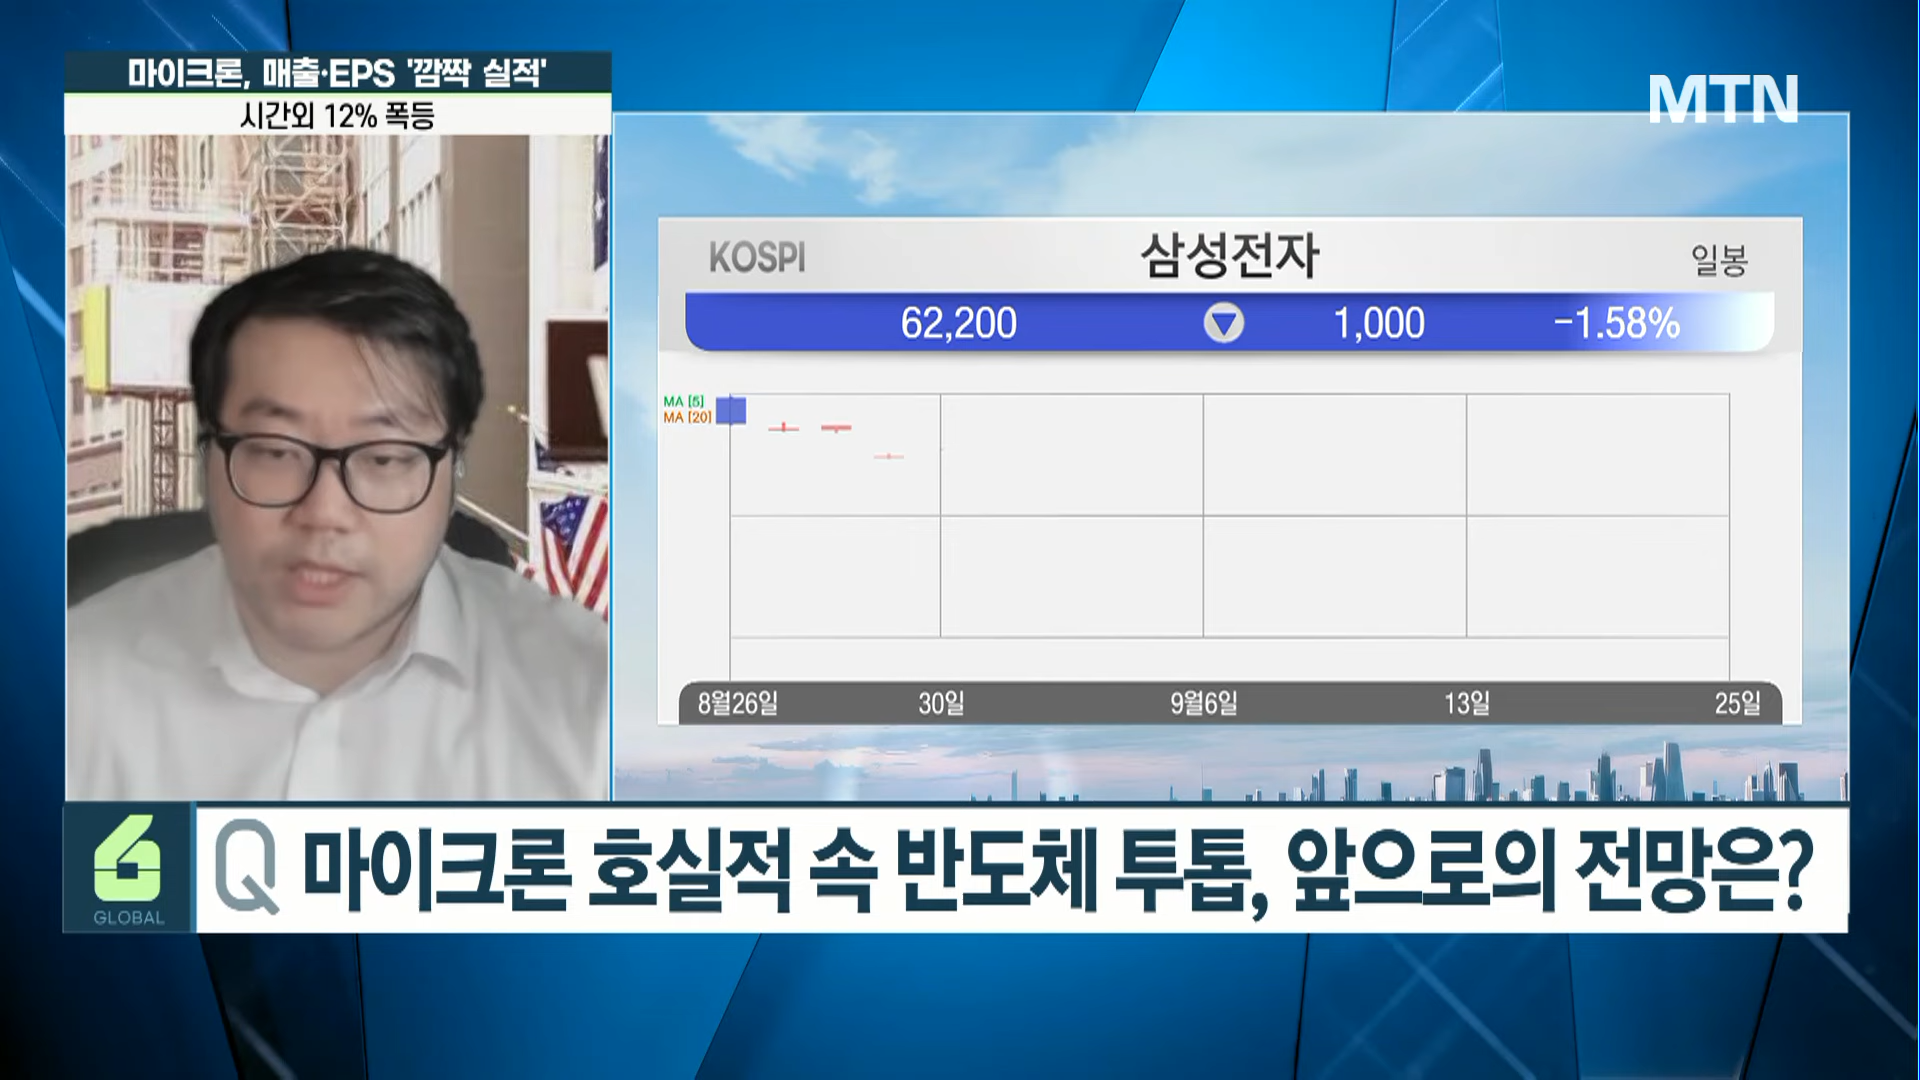 마이크론, 매출·EPS '깜짝 실적'
시간외 12% 폭등
MTN
KOSPI 삼성전자 일봉
62,200 ▼ 1,000 -1.58%
MA [5]
MA [20]
8월26일 30일 9월6일 13일 25일
6 GLOBAL
Q 마이크론 호실적 속 반도체 투톱, 앞으로의 전망은?